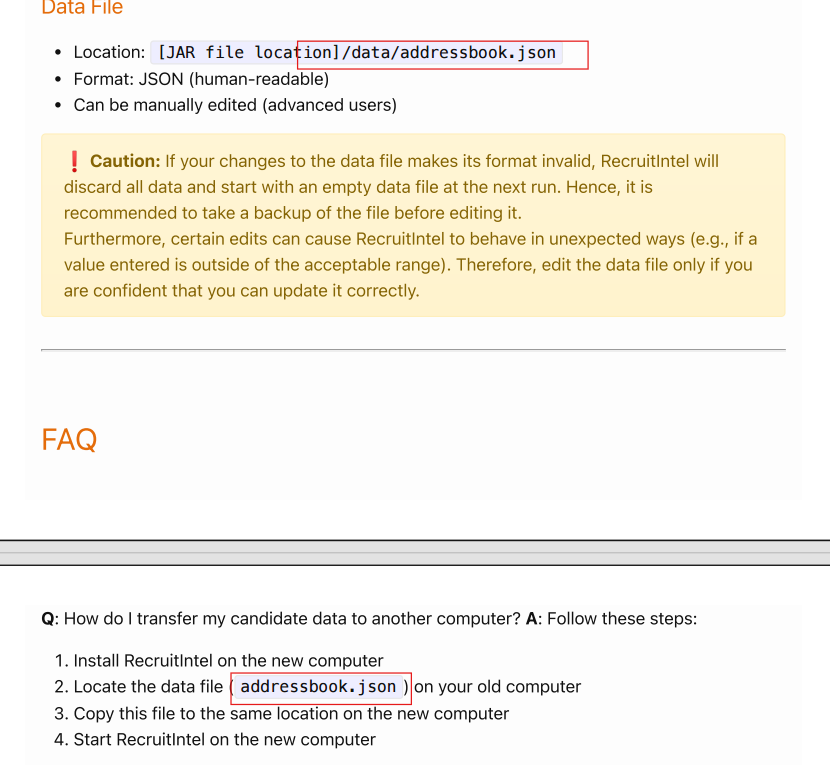 Data File
• Location: [JAR file location]/data/addressbook.json
• Format: JSON (human-readable)
• Can be manually edited (advanced users)
❗ Caution: If your changes to the data file makes its format invalid, RecruitIntel will
discard all data and start with an empty data file at the next run. Hence, it is
recommended to take a backup of the file before editing it.
Furthermore, certain edits can cause RecruitIntel to behave in unexpected ways (e.g., if a
value entered is outside of the acceptable range). Therefore, edit the data file only if you
are confident that you can update it correctly.
FAQ
Q: How do I transfer my candidate data to another computer? A: Follow these steps:
1. Install RecruitIntel on the new computer
2. Locate the data file ( addressbook.json ) on your old computer
3. Copy this file to the same location on the new computer
4. Start RecruitIntel on the new computer